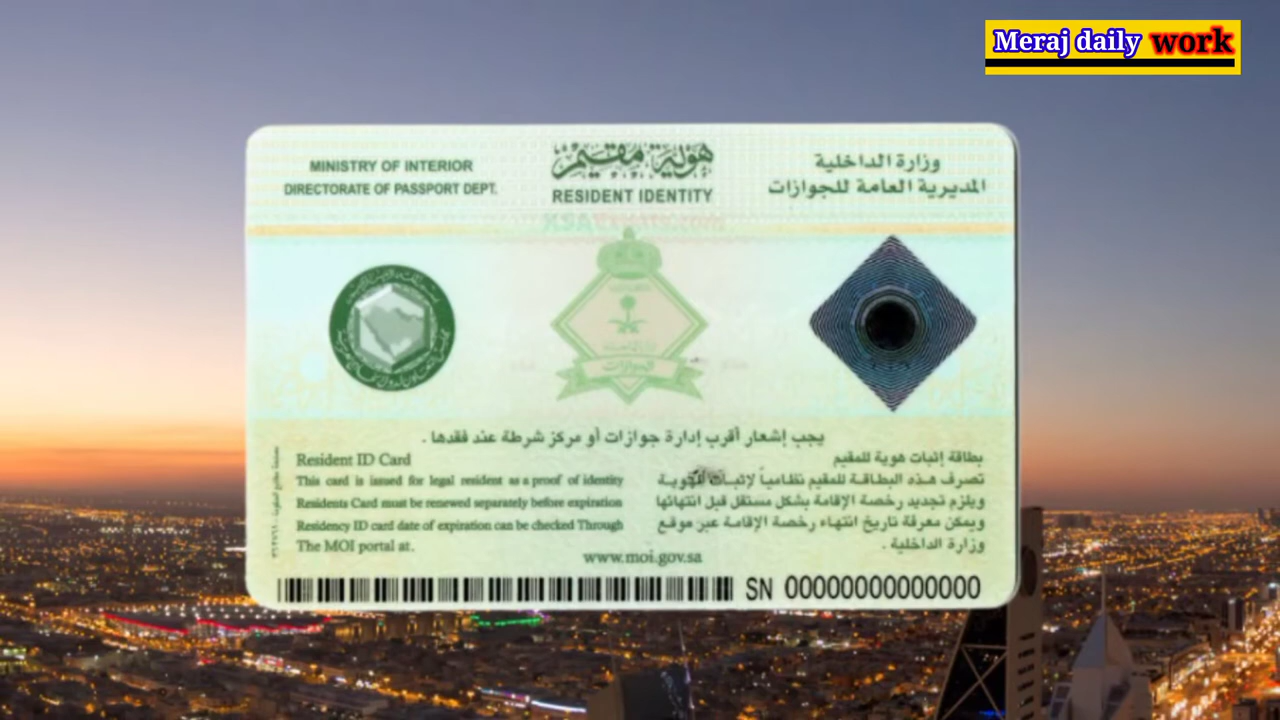 Meraj daily work
MINISTRY OF INTERIOR
DIRECTORATE OF PASSPORT DEPT.
هوية مقيم
RESIDENT IDENTITY
وزارة الداخلية
المديرية العامة للجوازات
الجوازات
يجب إشعار أقرب إدارة جوازات أو مركز شرطة عند فقدها .
Resident ID Card
This card is issued for legal resident as a proof of identity
Residents Card must be renewed separately before expiration
Residency ID card date of expiration can be checked Through
The MOI portal at.
بطاقة إثبات هوية للمقيم
تصرف هذه البطاقة للمقيم نظامياً لإثبات الهوية
ويلزم تجديد رخصة الإقامة بشكل مستقل قبل انتهائها
ويمكن معرفة تاريخ انتهاء رخصة الإقامة عبر موقع
وزارة الداخلية .
www.moi.gov.sa
SN 00000000000000